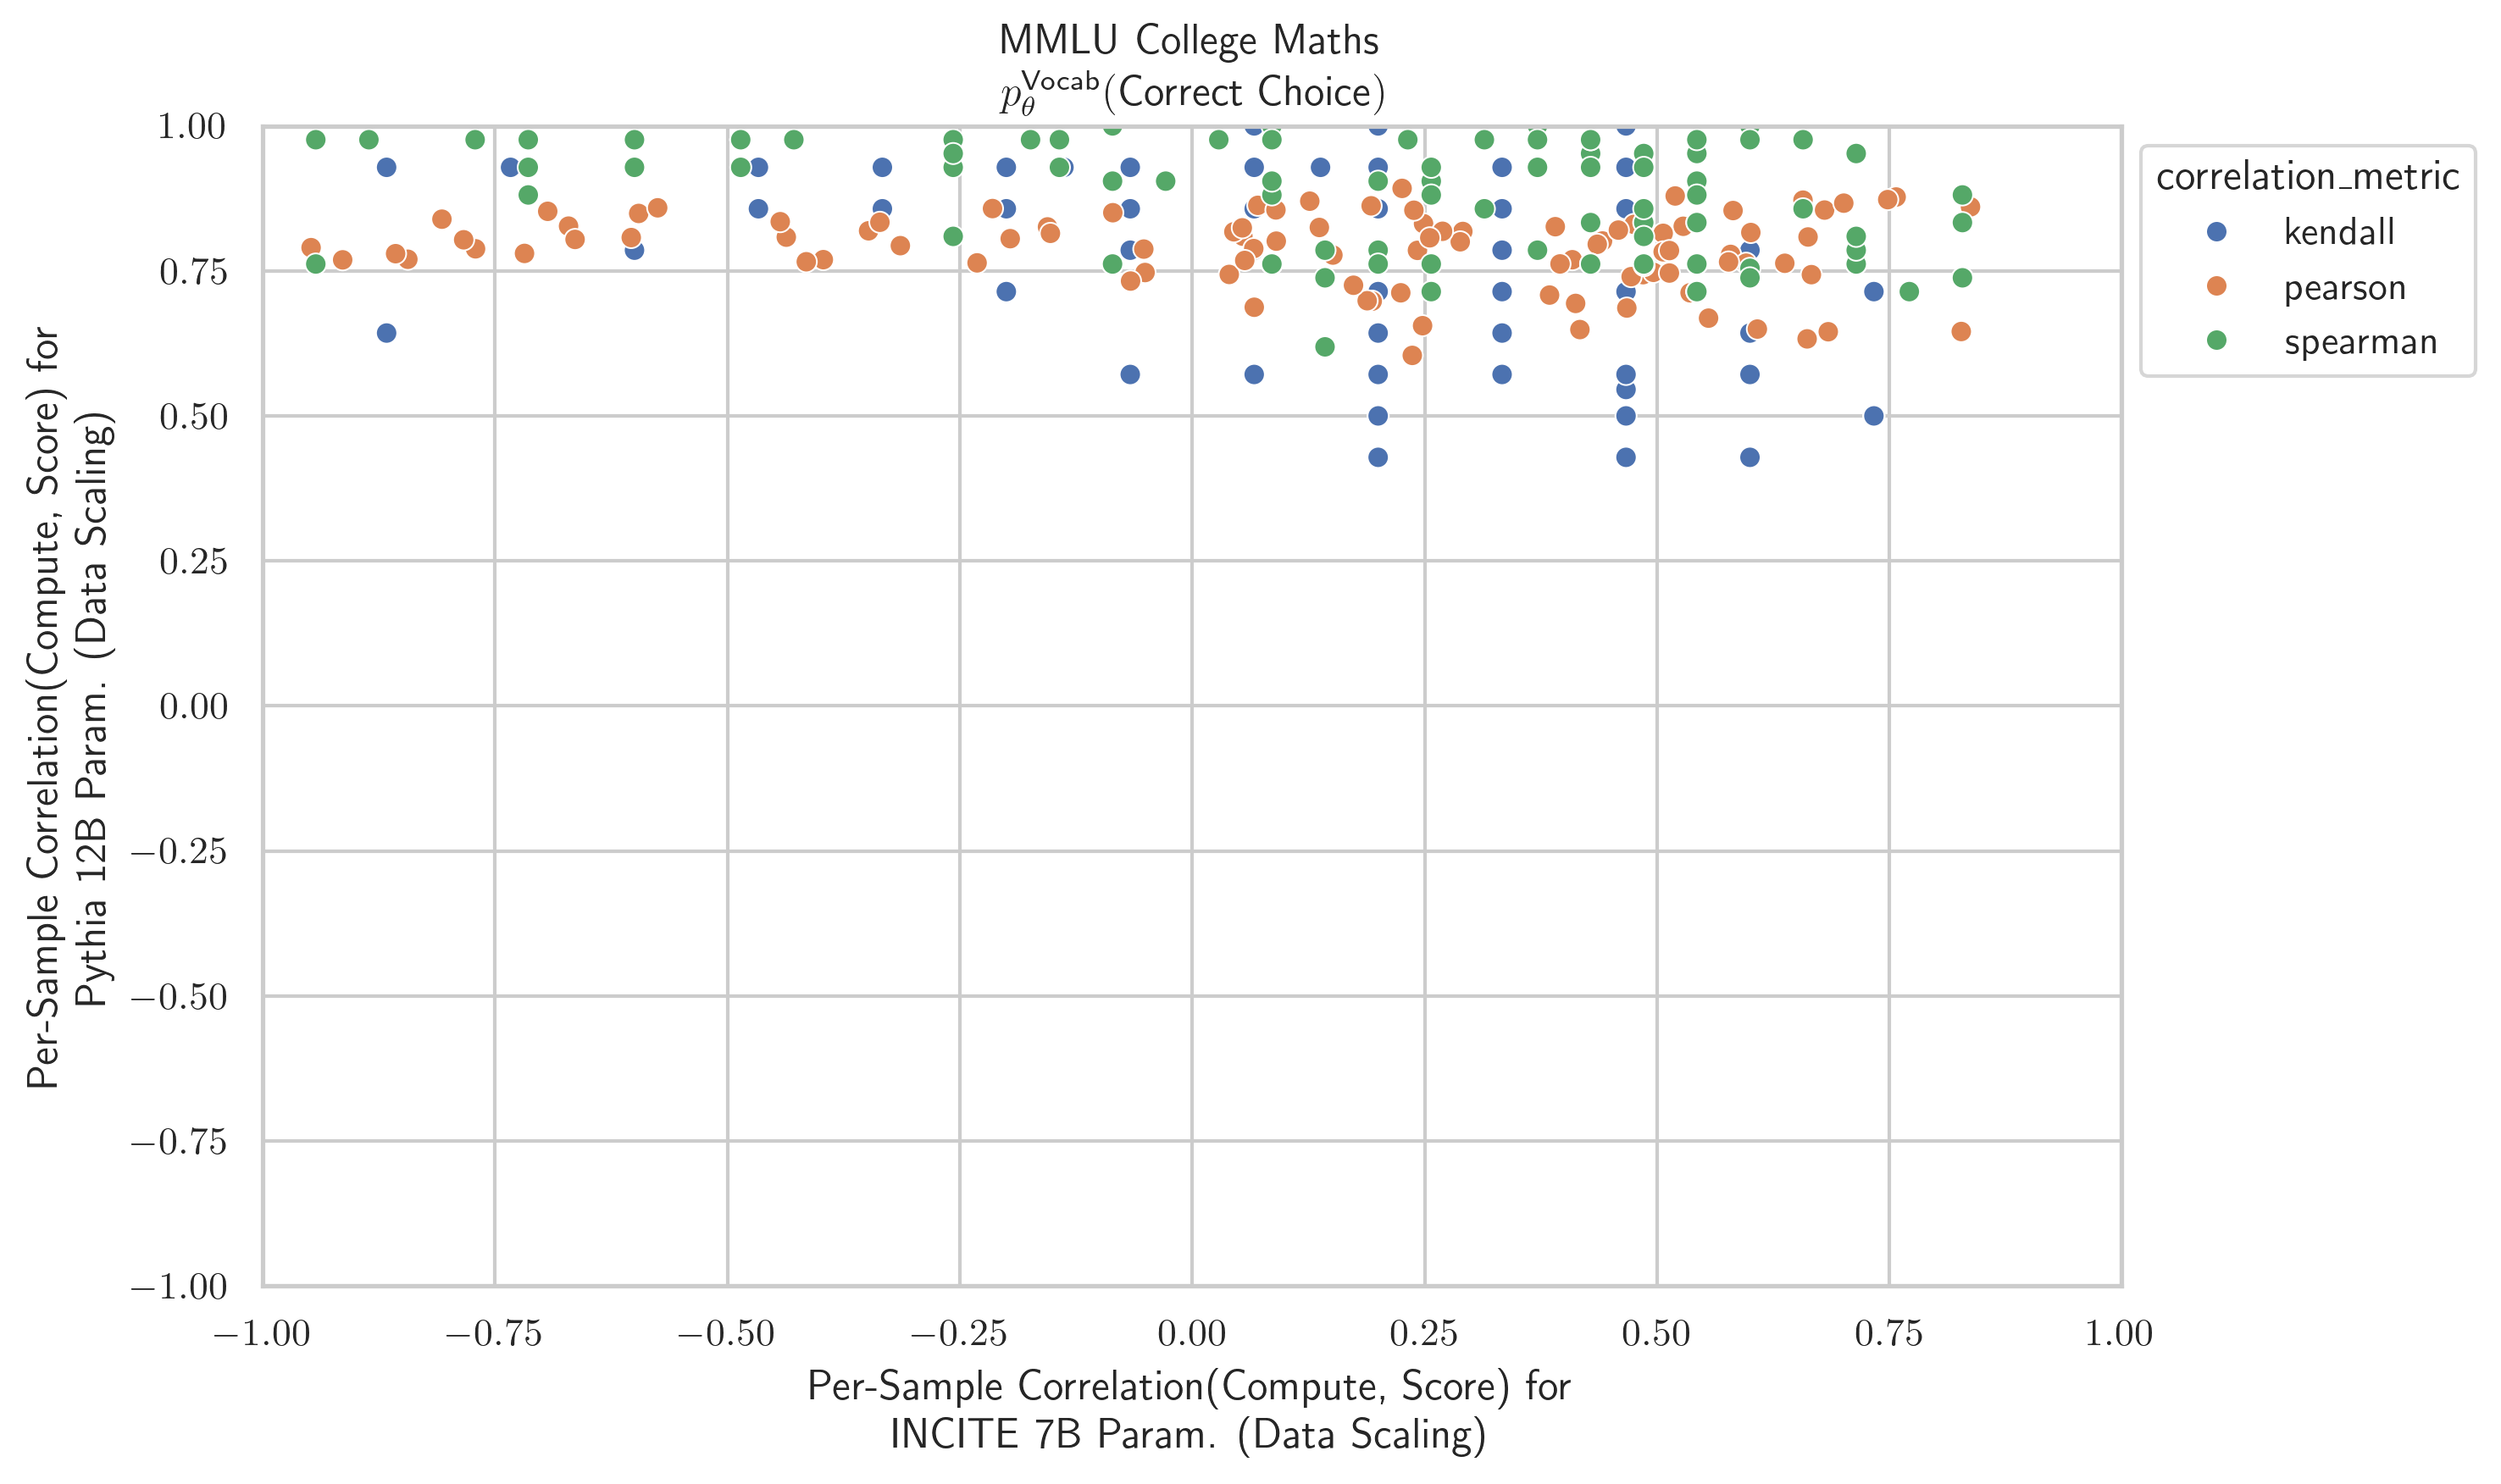 MMLU College Maths
p_θ^Vocab(Correct Choice)
1.00
0.75
0.50
0.25
0.00
−0.25
−0.50
−0.75
−1.00
Per-Sample Correlation(Compute, Score) for
Pythia 12B Param. (Data Scaling)
−1.00
−0.75
−0.50
−0.25
0.00
0.25
0.50
0.75
1.00
Per-Sample Correlation(Compute, Score) for
INCITE 7B Param. (Data Scaling)
correlation_metric
kendall
pearson
spearman